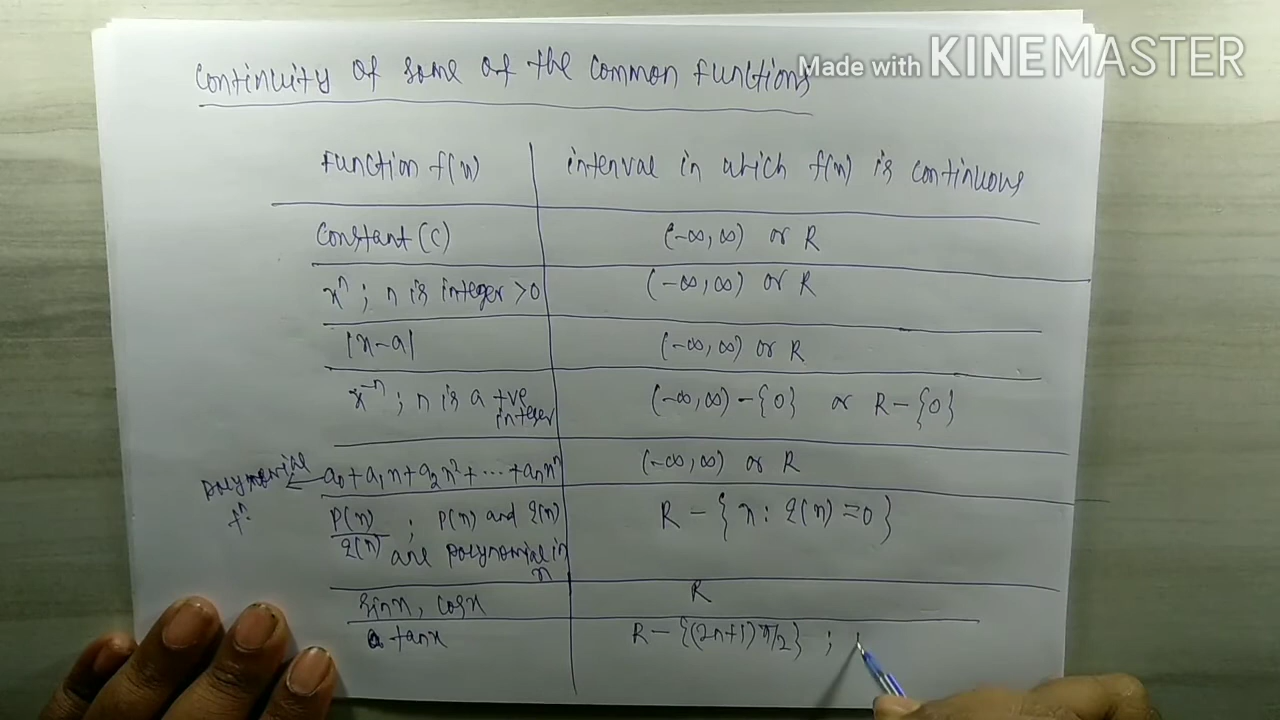 Continuity of some of the common functions
Made with KINEMASTER
Function f(x) interval in which f(x) is continuous
Constant (C) (-∞, ∞) or R
xⁿ ; n is integer >0 (-∞, ∞) or R
|x-a| (-∞, ∞) or R
x⁻ⁿ ; n is a +ve integer (-∞, ∞) - {0} or R - {0}
polynomial fⁿ. a₀+a₁x+a₂x²+...+aₙxⁿ (-∞, ∞) or R
P(x)/q(x) ; P(x) and q(x) are polynomial in x R - {x : q(x) = 0}
sinx, cosx R
tanx R - {(2n+1)π/2} ;